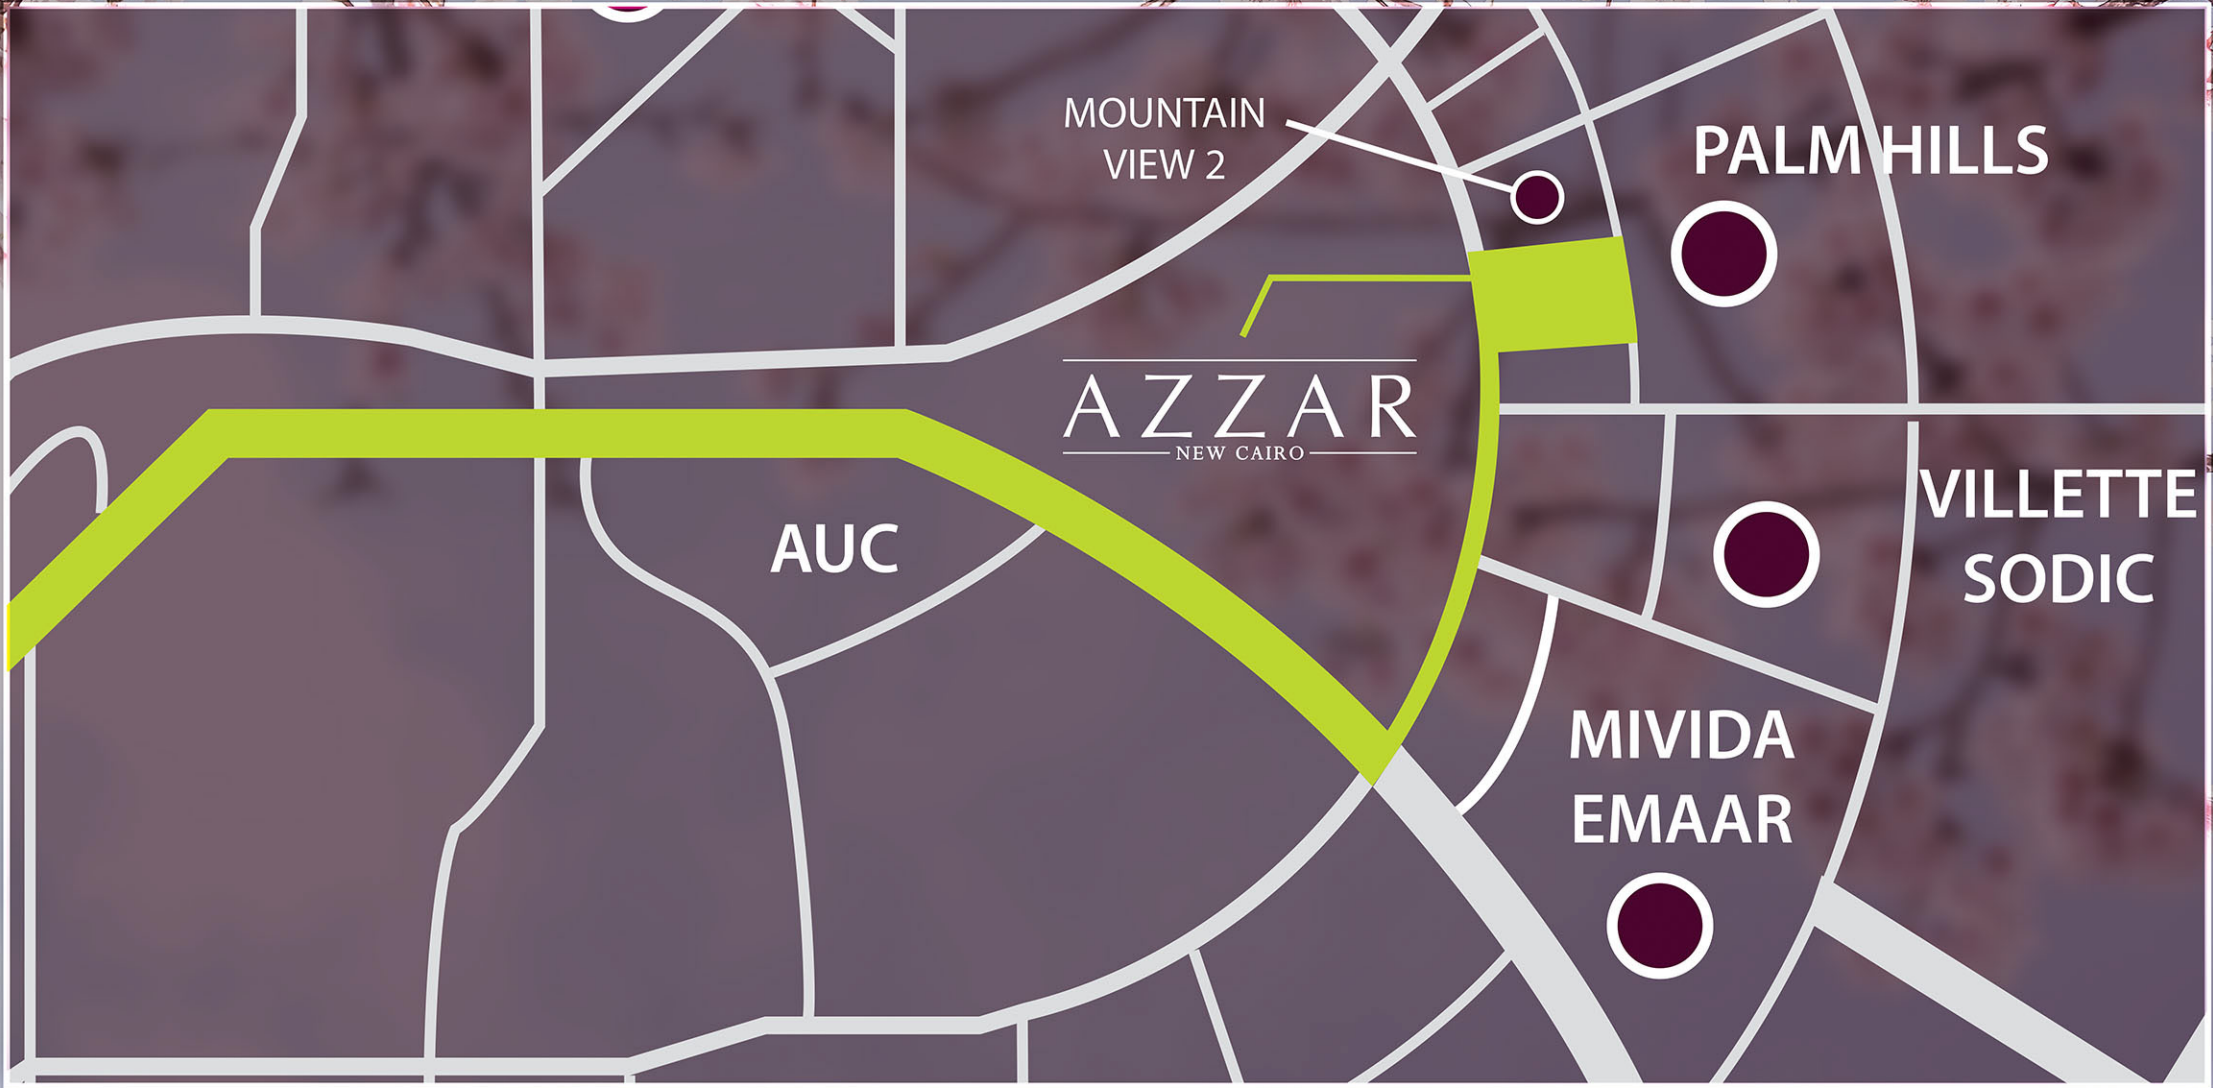 MOUNTAIN
VIEW 2
PALM HILLS
AZZAR
NEW CAIRO
VILLETTE
SODIC
AUC
MIVIDA
EMAAR